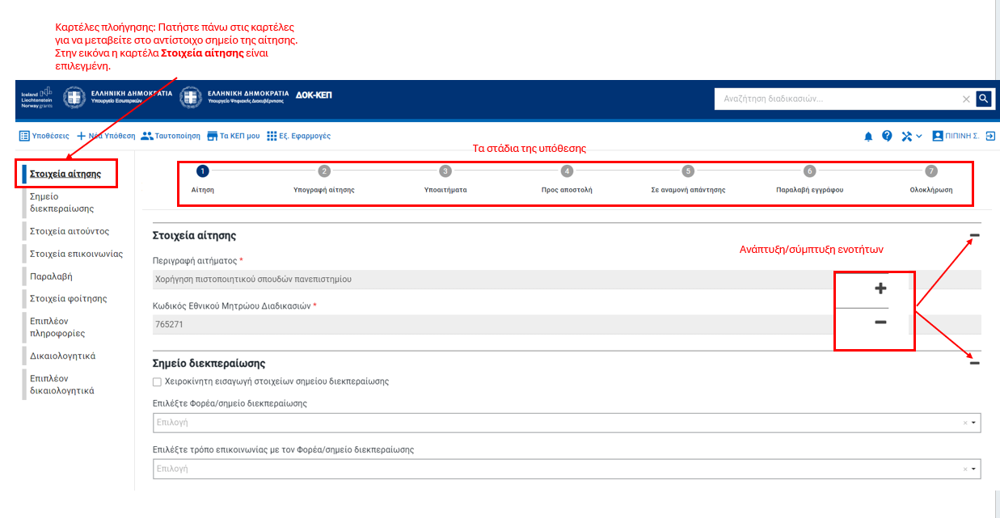 Καρτέλες πλοήγησης: Πατήστε πάνω στις καρτέλες
για να μεταβείτε στο αντίστοιχο σημείο της αίτησης.
Στην εικόνα η καρτέλα Στοιχεία αίτησης είναι
επιλεγμένη.
Iceland
Liechtenstein
Norway grants
ΕΛΛΗΝΙΚΗ ΔΗΜΟΚΡΑΤΙΑ
Υπουργείο Εσωτερικών
ΕΛΛΗΝΙΚΗ ΔΗΜΟΚΡΑΤΙΑ
Υπουργείο Ψηφιακής Διακυβέρνησης
ΔΟΚ-ΚΕΠ
Αναζήτηση διαδικασιών...
Υποθέσεις
Νέα Υπόθεση
Ταυτοποίηση
Τα ΚΕΠ μου
Εξ. Εφαρμογές
ΠΙΠΙΝΗ Σ.
Τα στάδια της υπόθεσης
Στοιχεία αίτησης
Σημείο
διεκπεραίωσης
Στοιχεία αιτούντος
Στοιχεία επικοινωνίας
Παραλαβή
Στοιχεία φοίτησης
Επιπλέον
πληροφορίες
Δικαιολογητικά
Επιπλέον
δικαιολογητικά
1 2 3 4 5 6 7
Αίτηση Υπογραφή αίτησης Υποαιτήματα Προς αποστολή Σε αναμονή απάντησης Παραλαβή εγγράφου Ολοκλήρωση
Στοιχεία αίτησης
Ανάπτυξη/σύμπτυξη ενοτήτων
Περιγραφή αιτήματος *
Χορήγηση πιστοποιητικού σπουδών πανεπιστημίου
Κωδικός Εθνικού Μητρώου Διαδικασιών *
765271
Σημείο διεκπεραίωσης
Χειροκίνητη εισαγωγή στοιχείων σημείου διεκπεραίωσης
Επιλέξτε Φορέα/σημείο διεκπεραίωσης
Επιλογή
Επιλέξτε τρόπο επικοινωνίας με τον Φορέα/σημείο διεκπεραίωσης
Επιλογή